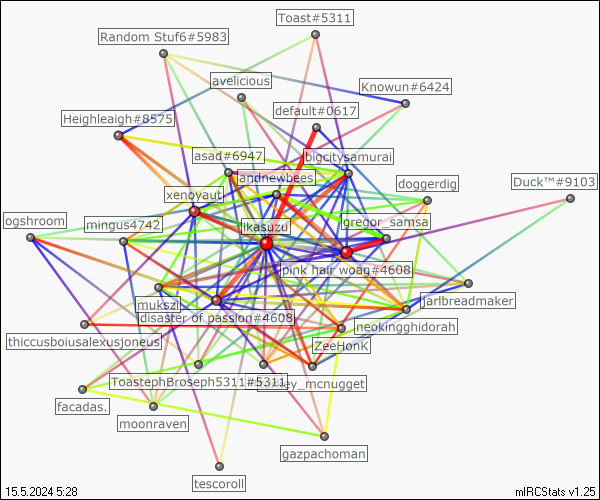 Toast#5311
Random Stuf6#5983
avelicious
Knowun#6424
default#0617
Heighleaigh#8575
asad#6947
bigcitysamurai
andnewbees
doggerdig
Duck™#9103
xenoyaut
ogshroom
mingus4742
likasuzu
gregor_samsa
pink hair woag#4608
mukszi
jarlbreadmaker
disaster of passion#4608
neokingghidorah
thiccusboiusalexusjoneus
ZeeHonk
ToastephBroseph5311#5311
ey_mcnugget
facadas.
moonraven
gazpachoman
tescoroll
15.5.2024 5:28
mIRCStats v1.25